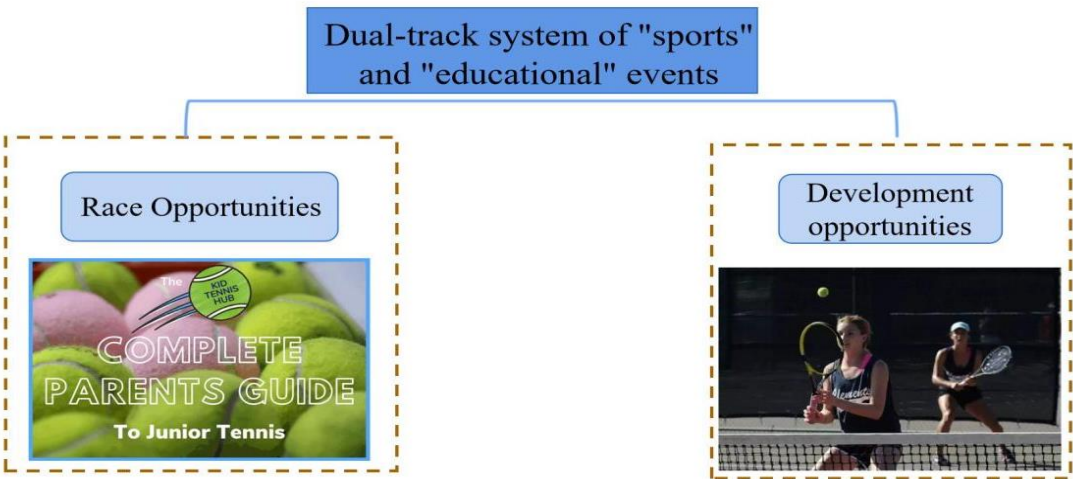 Dual-track system of "sports"
and "educational" events
Race Opportunities
Development
opportunities
The
KID
TENNIS
HUB
COMPLETE
PARENTS GUIDE
To Junior Tennis